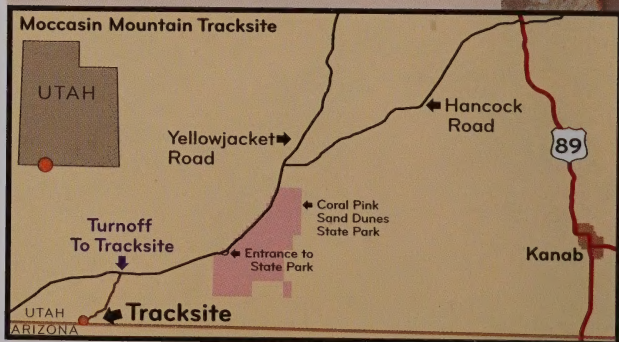 Moccasin Mountain Tracksite
UTAH
Hancock
Road
Yellowjacket
Road
89
Coral Pink
Sand Dunes
State Park
Turnoff
To Tracksite
Entrance to
State Park
Kanab
Tracksite
UTAH
ARIZONA